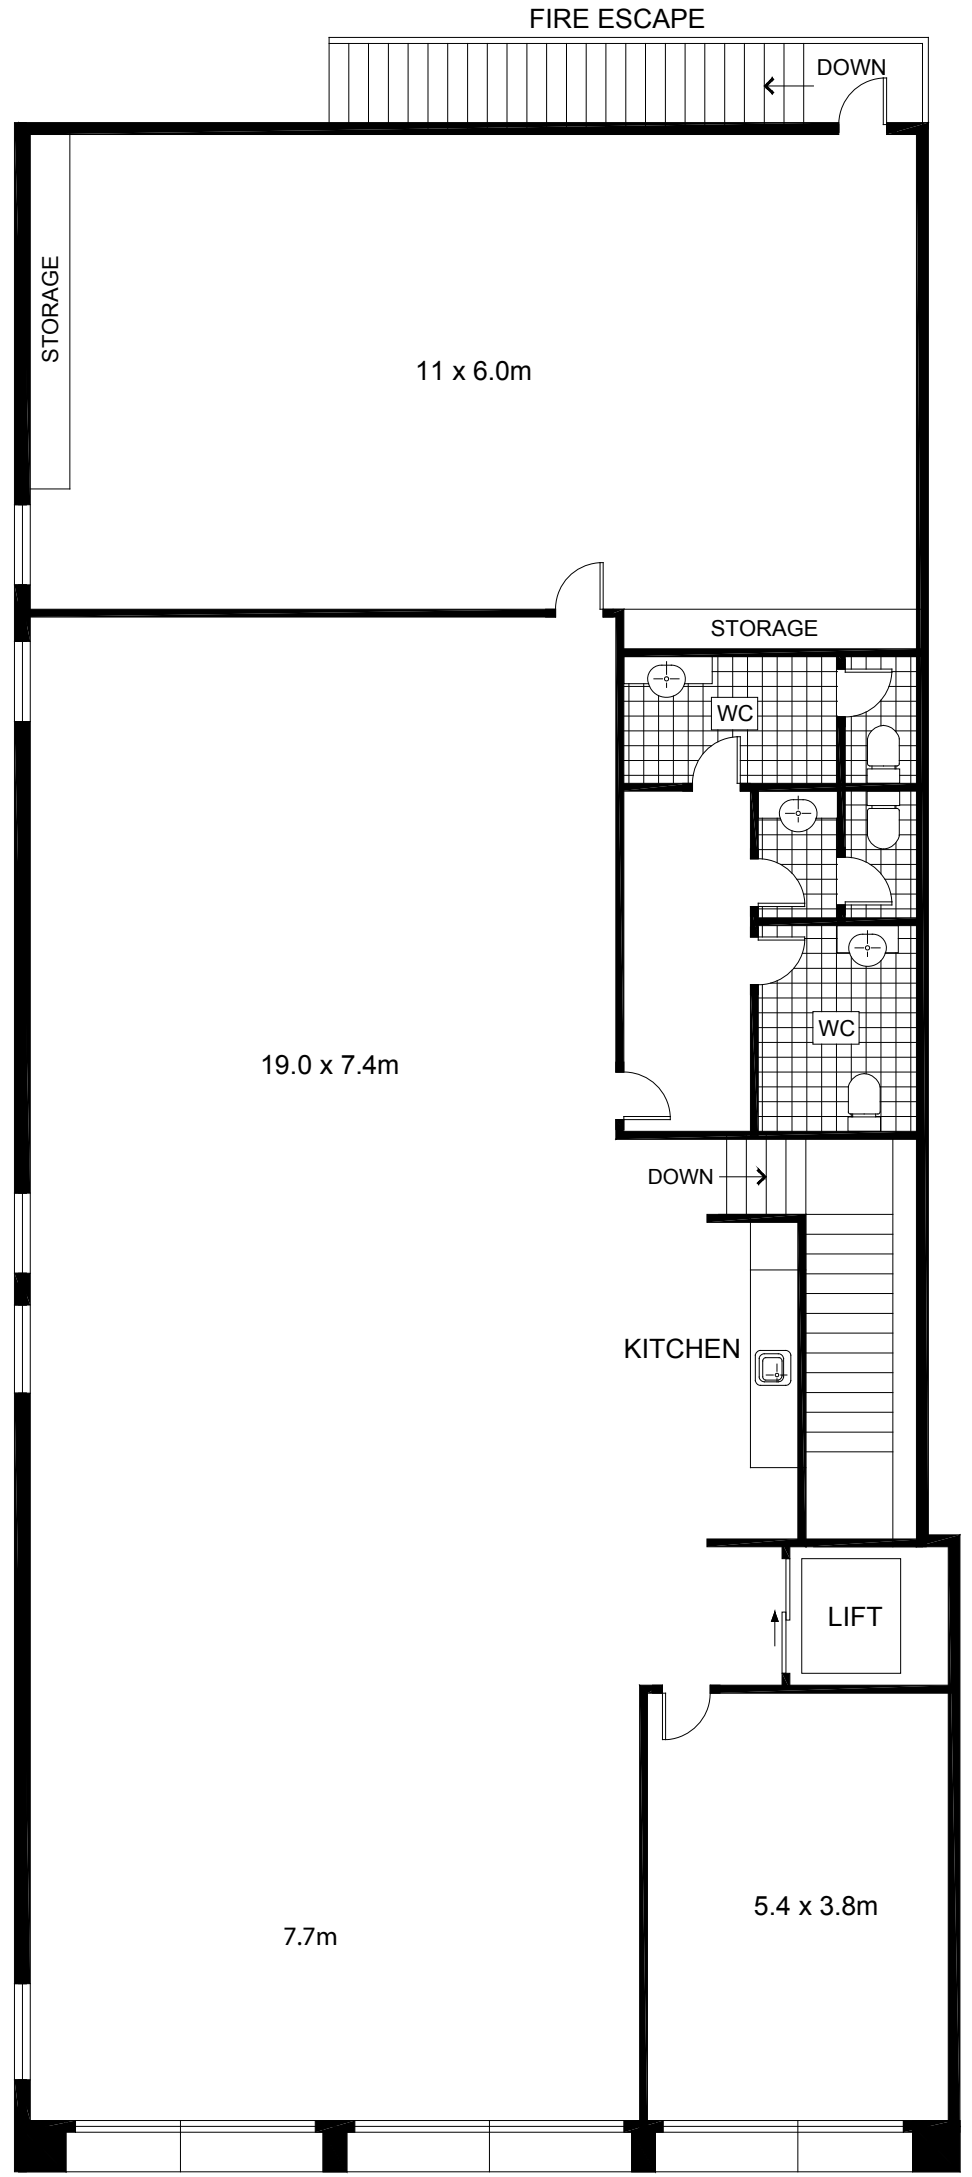 FIRE ESCAPE
DOWN
STORAGE
11 x 6.0m
STORAGE
WC
WC
19.0 x 7.4m
DOWN
KITCHEN
LIFT
5.4 x 3.8m
7.7m